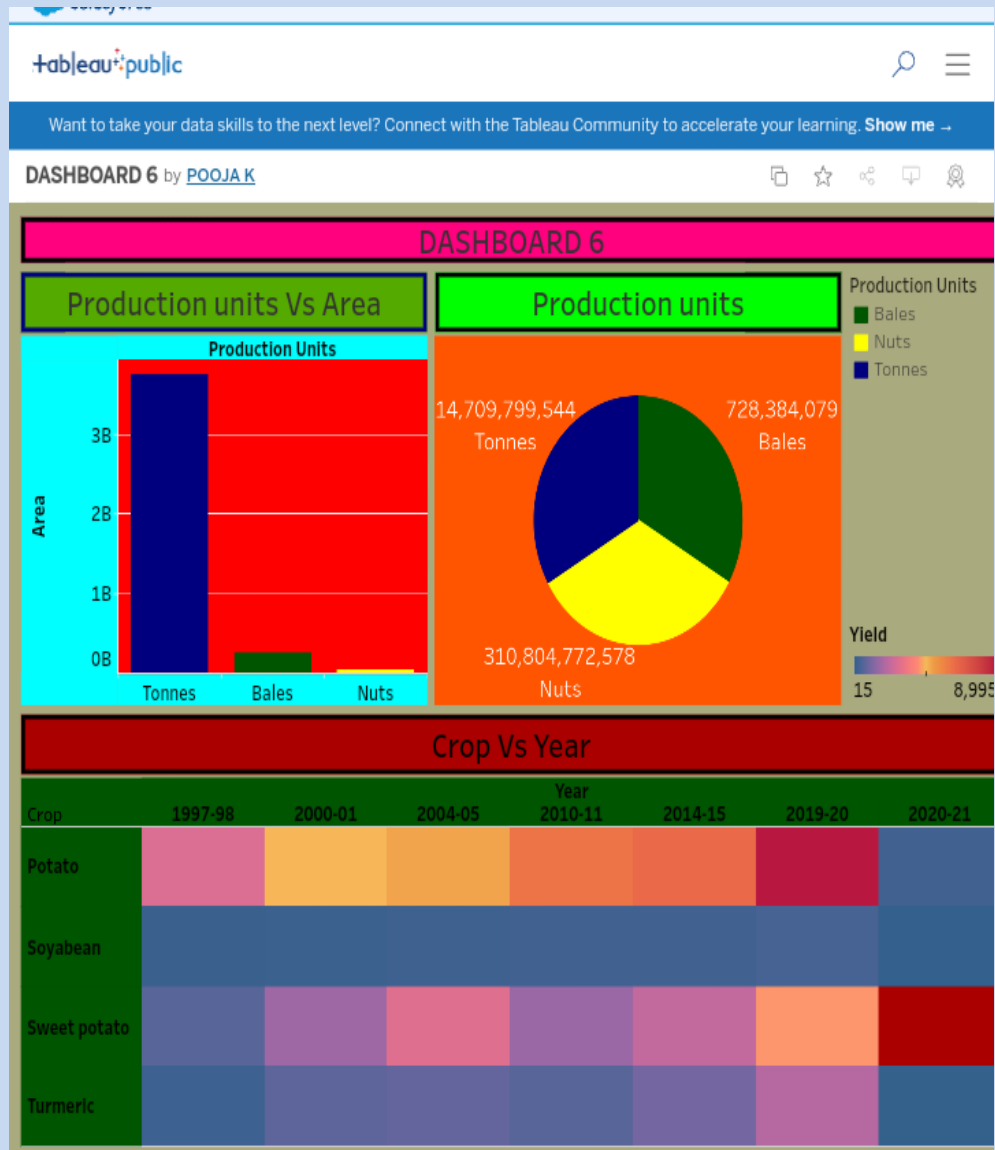 tableau public
Want to take your data skills to the next level? Connect with the Tableau Community to accelerate your learning. Show me →
DASHBOARD 6 by POOJA K
DASHBOARD 6
Production units Vs Area
Production units
Production Units
Bales
Nuts
Tonnes
Production Units
3B
2B
1B
0B
Area
Tonnes
Bales
Nuts
14,709,799,544
Tonnes
728,384,079
Bales
310,804,772,578
Nuts
Yield
15
8,995
Crop Vs Year
Year
Crop 1997-98 2000-01 2004-05 2010-11 2014-15 2019-20 2020-21
Potato
Soyabean
Sweet potato
Turmeric